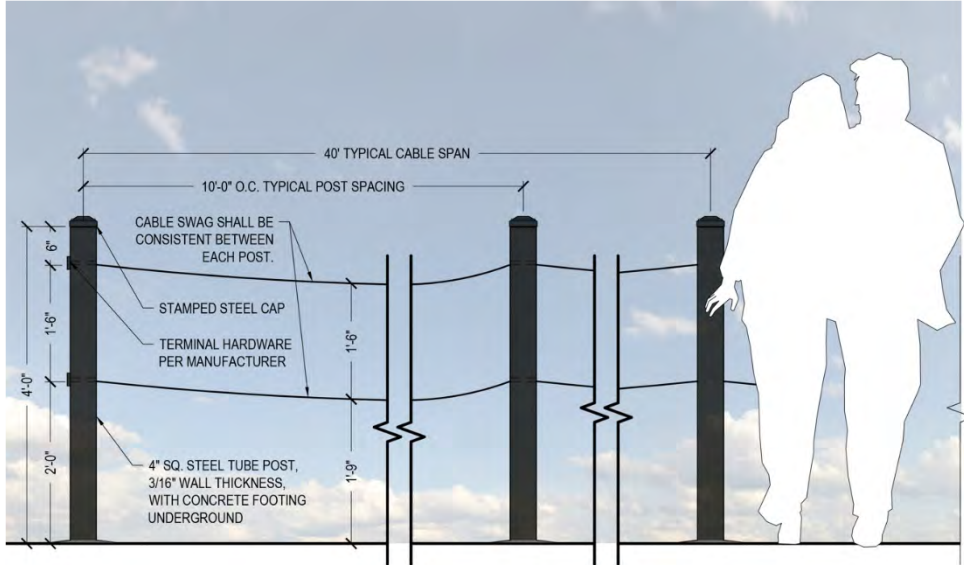 40' TYPICAL CABLE SPAN
10'-0" O.C. TYPICAL POST SPACING
CABLE SWAG SHALL BE
CONSISTENT BETWEEN
EACH POST.
6"
STAMPED STEEL CAP
1'-6"
1'-6"
TERMINAL HARDWARE
PER MANUFACTURER
4'-0"
2'-0"
1'-9"
4" SQ. STEEL TUBE POST,
3/16" WALL THICKNESS,
WITH CONCRETE FOOTING
UNDERGROUND